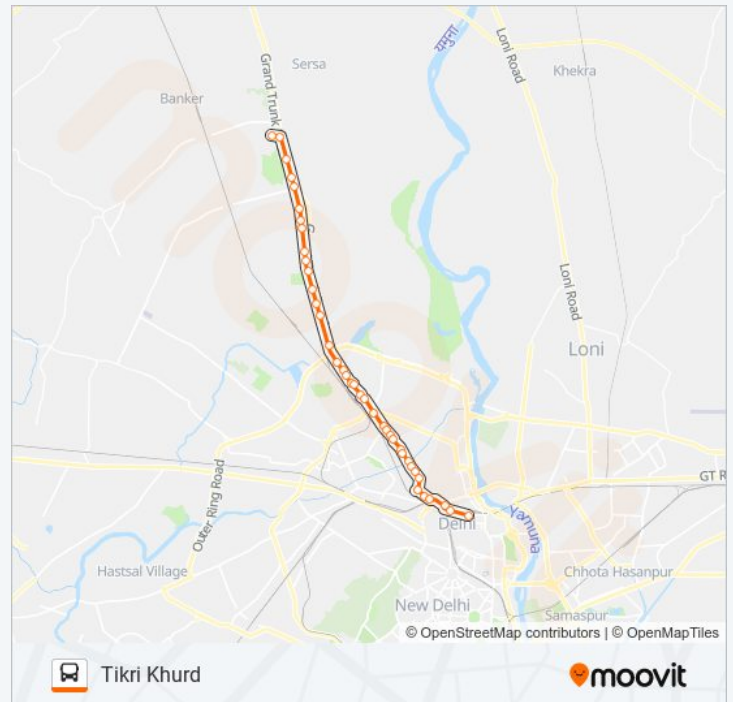 यमुना
Loni Road
Grand Trunk
Sersa
Khekra
Banker
Loni Road
Loni
GT R
Outer Ring Road
Delhi
Yamuna
Hastsal Village
Chhota Hasanpur
New Delhi
Samaspur
© OpenStreetMap contributors | © OpenMapTiles
Tikri Khurd
moovit